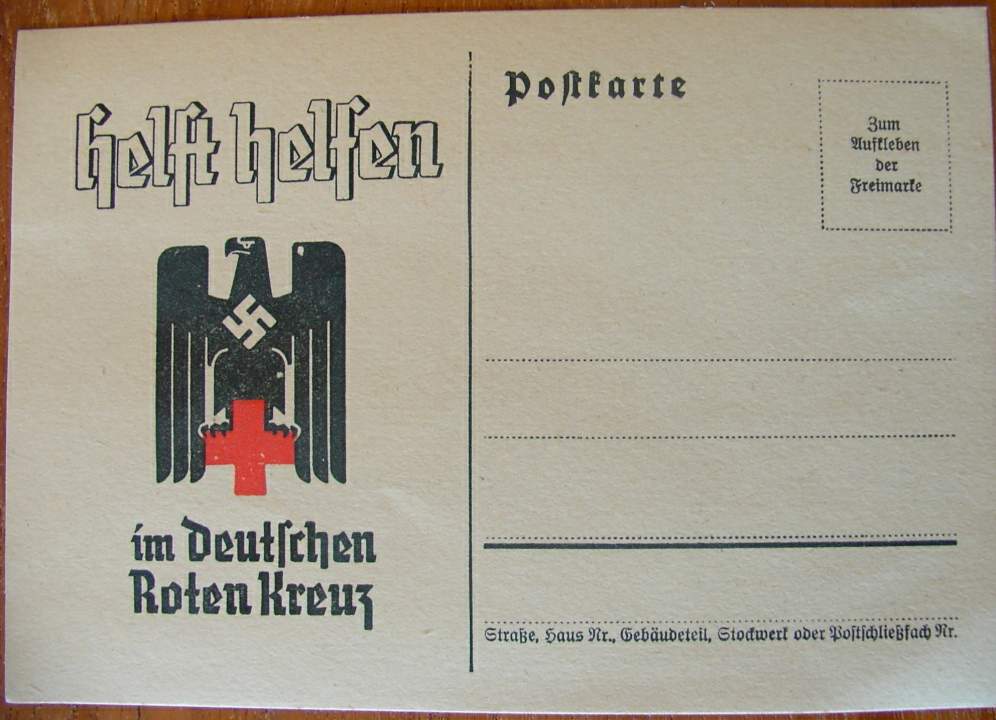 helft helfen
im Deutschen
Roten Kreuz
Postkarte
Zum
Aufkleben
der
Freimarke
Straße, Haus Nr., Gebäudeteil, Stockwerk oder Postschließfach Nr.